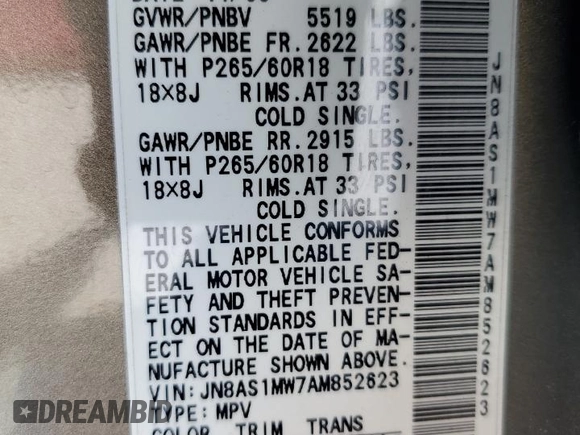 GVWR/PNBV 5519 LBS.
GAWR/PNBE FR.2622 LBS.
WITH P265/60R18 TIRES,
18X8J RIMS.AT 33 PSI
COLD SINGLE.
GAWR/PNBE RR.2915 LBS.
WITH P265/60R18 TIRES,
18X8J RIMS.AT 33 PSI
COLD SINGLE.
THIS VEHICLE CONFORMS
TO ALL APPLICABLE FED-
ERAL MOTOR VEHICLE SA-
FETY AND THEFT PREVEN-
TION STANDARDS IN EFF-
ECT ON THE DATE OF MA-
NUFACTURE SHOWN ABOVE.
VIN:JN8AS1MW7AM852623
TYPE: MPV
COLOR TRIM TRANS
JN8AS1MW7AM852623
DREAMBID